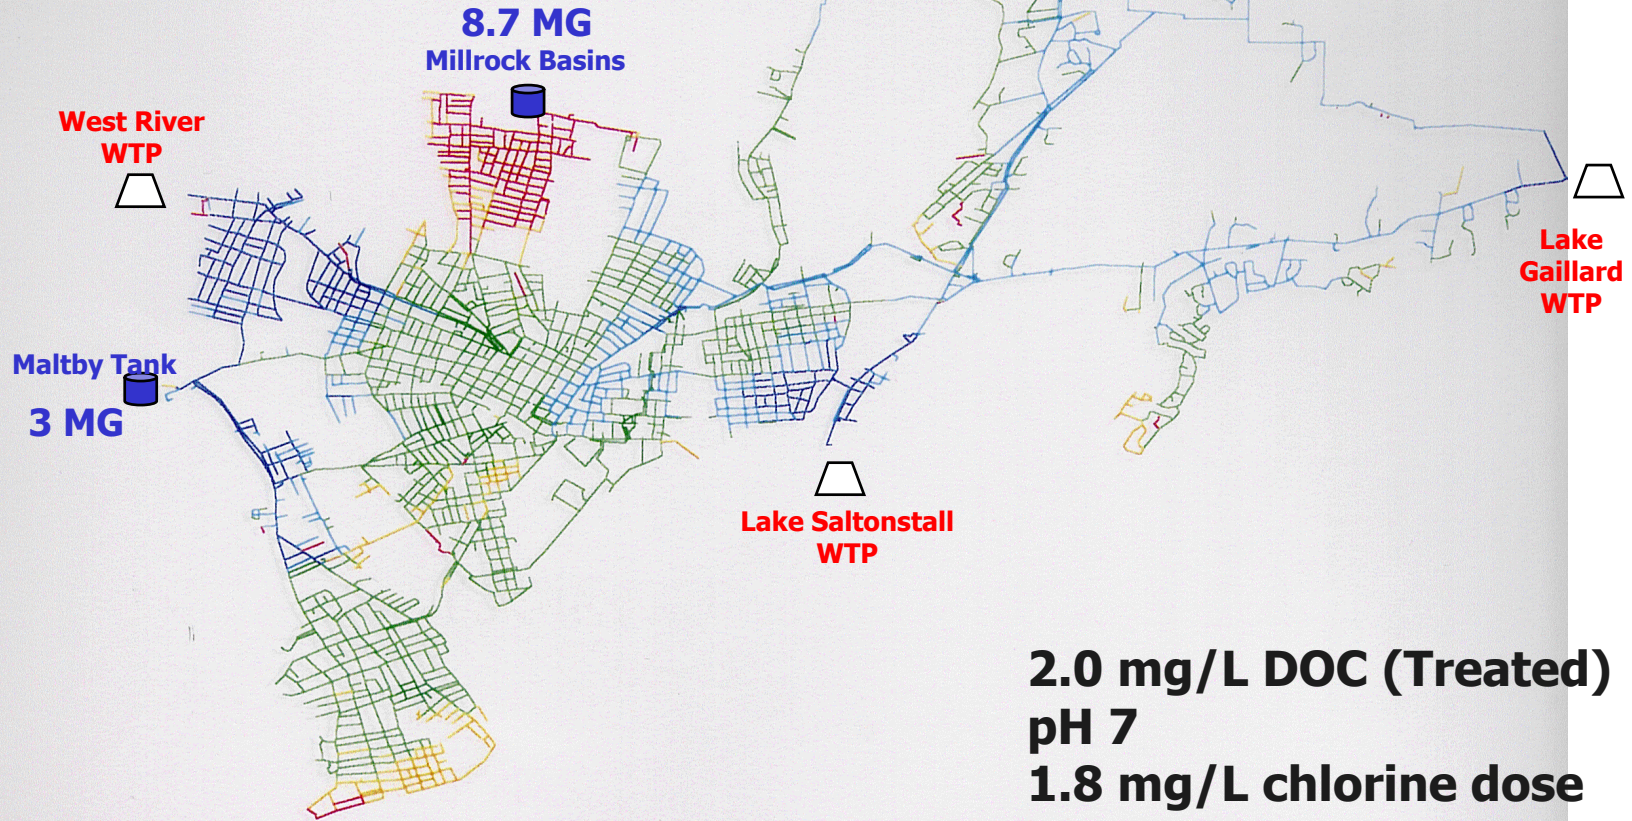 8.7 MG
Millrock Basins
West River
WTP
Lake
Gaillard
WTP
Maltby Tank
3 MG
Lake Saltonstall
WTP
2.0 mg/L DOC (Treated)
pH 7
1.8 mg/L chlorine dose